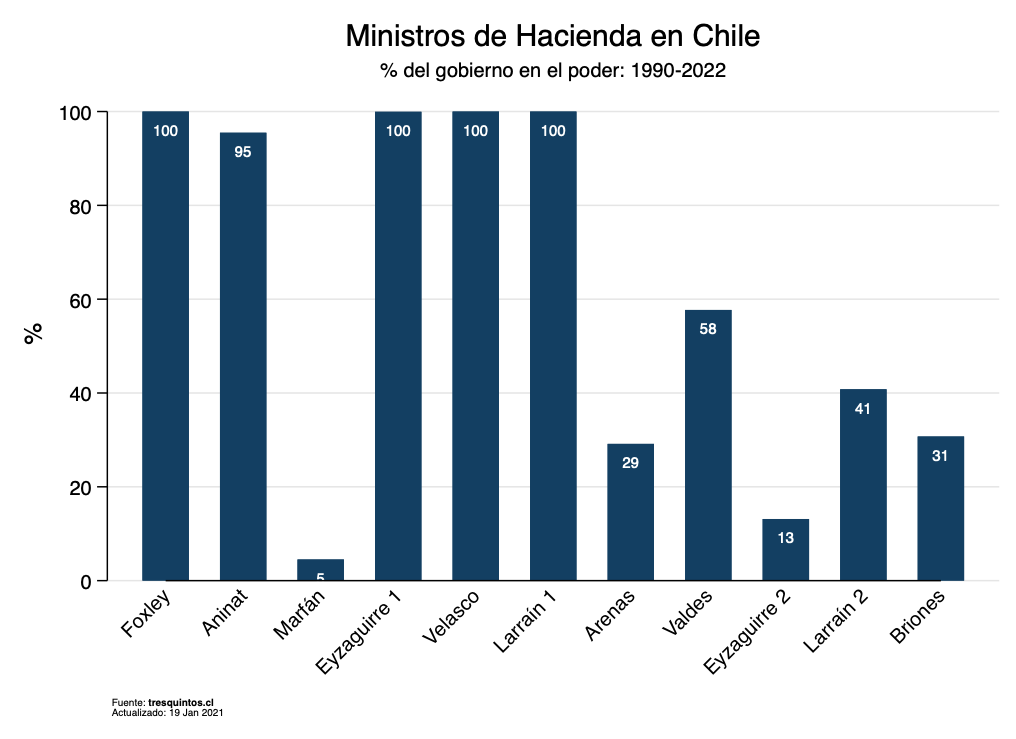 Ministros de Hacienda en Chile
% del gobierno en el poder: 1990-2022
%
100
80
60
40
20
0
100
95
5
100
100
100
29
58
13
41
31
Foxley
Aninat
Marfán
Eyzaguirre 1
Velasco
Larraín 1
Arenas
Valdes
Eyzaguirre 2
Larraín 2
Briones
Fuente: tresquintos.cl
Actualizado: 19 Jan 2021